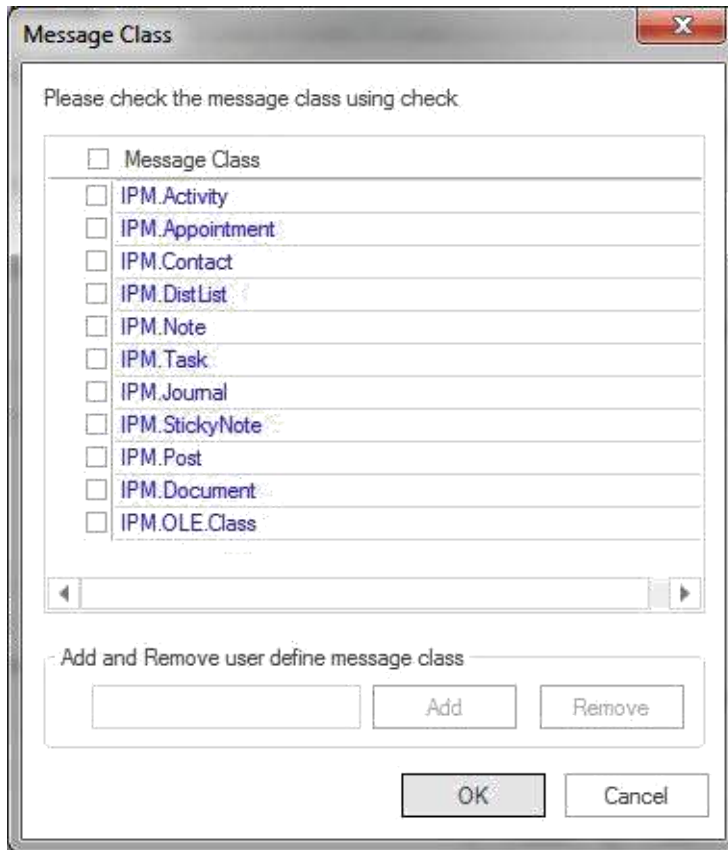 Message Class
Please check the message class using check
Message Class
IPM.Activity
IPM.Appointment
IPM.Contact
IPM.DistList
IPM.Note
IPM.Task
IPM.Journal
IPM.StickyNote
IPM.Post
IPM.Document
IPM.OLE.Class
Add and Remove user define message class
Add Remove
OK Cancel